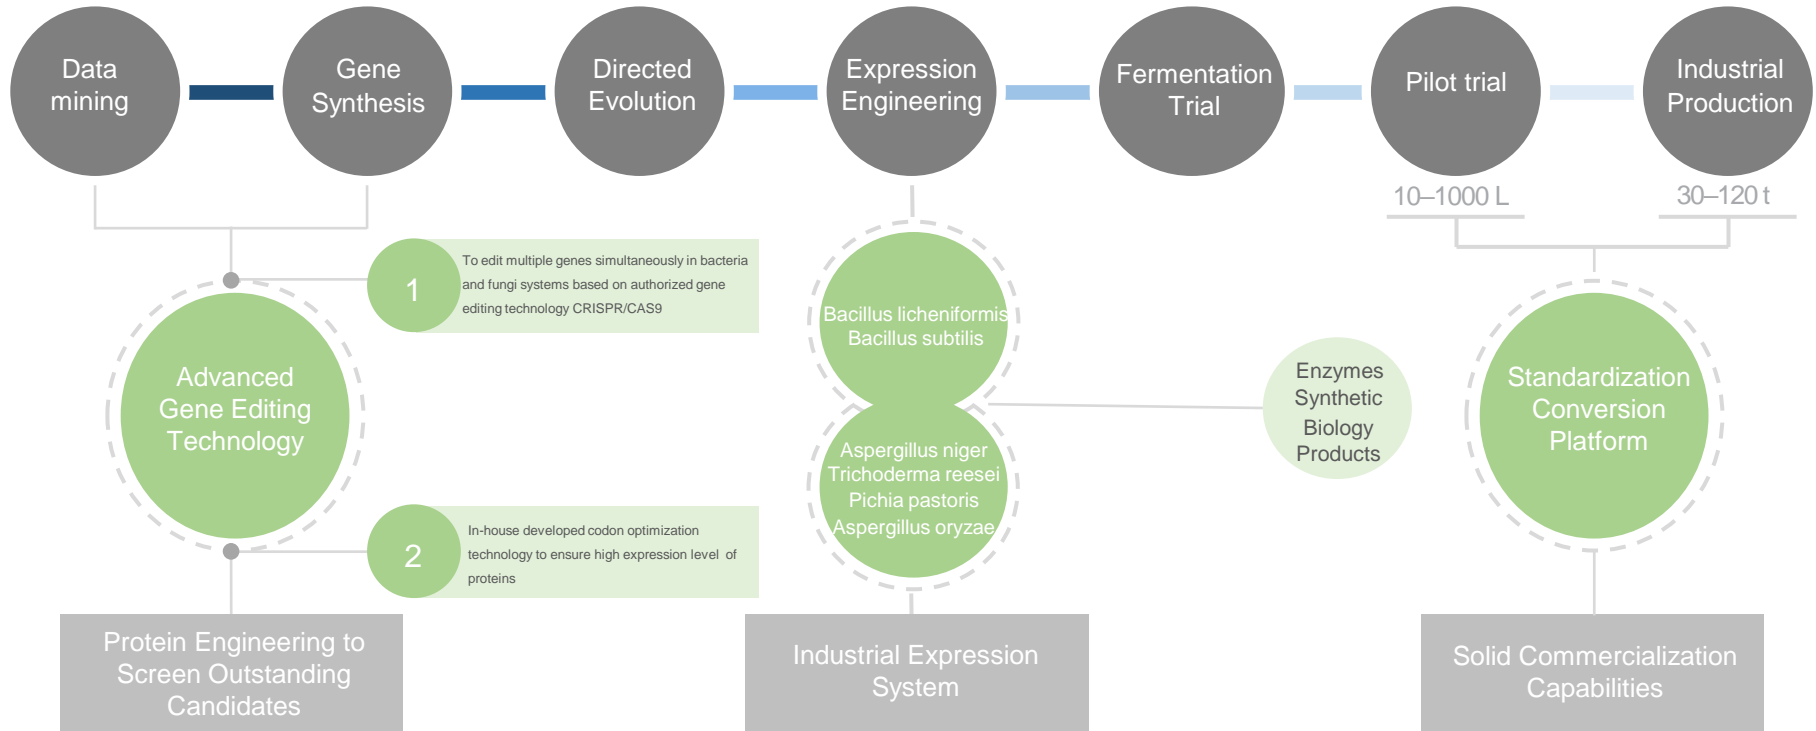 Data
mining
Gene
Synthesis
Directed
Evolution
Expression
Engineering
Fermentation
Trial
Pilot trial
Industrial
Production
10–1000 L
30–120 t
1
To edit multiple genes simultaneously in bacteria
and fungi systems based on authorized gene
editing technology CRISPR/CAS9
Advanced
Gene Editing
Technology
2
In-house developed codon optimization
technology to ensure high expression level of
proteins
Protein Engineering to
Screen Outstanding
Candidates
Bacillus licheniformis
Bacillus subtilis
Aspergillus niger
Trichoderma reesei
Pichia pastoris
Aspergillus oryzae
Industrial Expression
System
Enzymes
Synthetic
Biology
Products
Standardization
Conversion
Platform
Solid Commercialization
Capabilities